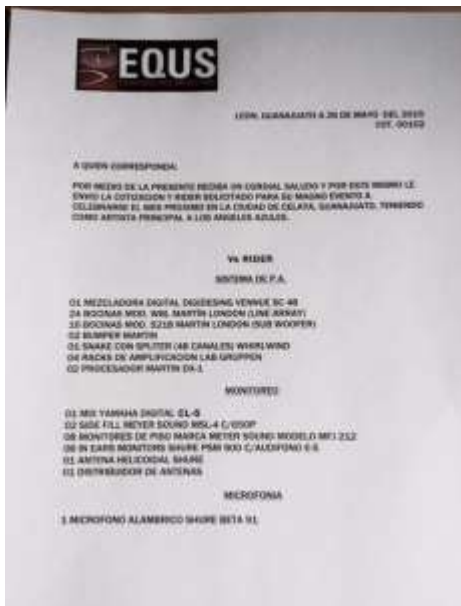 EQUS
LEON, GUANAJUATO A 26 DE MAYO DEL 2015
COT. 00103
A QUIEN CORRESPONDA:
POR MEDIO DE LA PRESENTE RECIBA UN CORDIAL SALUDO Y POR ESTE MISMO LE
ENVIO LA COTIZACION Y RIDER SOLICITADO PARA SU MAGNO EVENTO A
CELEBRARSE EL MES PROXIMO EN LA CIUDAD DE CELAYA, GUANAJUATO. TENIENDO
COMO ARTISTA PRINCIPAL A LOS ANGELES AZULES.
RIDER
SISTEMA DE P.A.
01 MEZCLADORA DIGITAL DIGIDESING VENNUE SC 48
24 BOCINAS MOD. W8L MARTIN LONDON (LINE ARRAY)
16 BOCINAS MOD. S218 MARTIN LONDON (SUB WOOFER)
02 BUMPER MARTIN
01 SNAKE CON SPLITER (48 CANALES) WHIRLWIND
04 RACKS DE AMPLIFICACION LAB GRUPPEN
02 PROCESADOR MARTIN DX-1
MONITOREO
01 MIX YAMAHA DIGITAL CL-5
02 SIDE FILL MEYER SOUND MSL-4 C/650P
08 MONITORES DE PISO MARCA METER SOUND MODELO MFJ 212
08 IN EARS MONITORS SHURE PSM 900 C/AUDIFONO
01 ANTENA HELICOIDAL SHURE
01 DISTRIBUIDOR DE ANTENAS
MICROFONIA
1 MICROFONO ALAMBRICO SHURE BETA 91